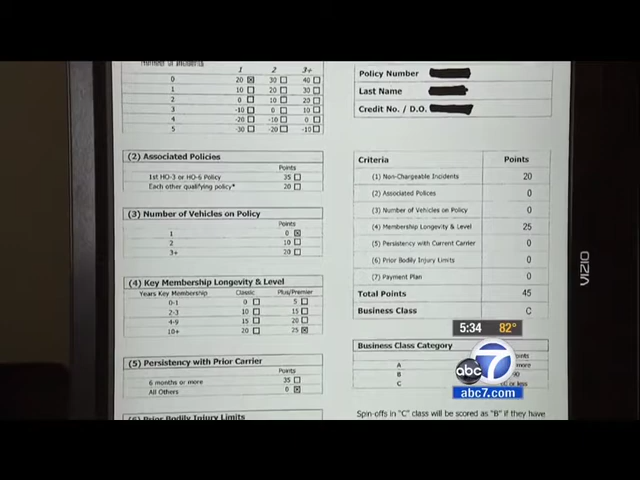 Number of Incidents
1 2 3+
0 20 30 40
1 10 20 30
2 0 10 20
3 -10 0 10
4 -20 -10 0
5 -30 -20 -10
(2) Associated Policies
Points
1st HO-3 or HO-6 Policy 35
Each other qualifying policy* 20
(3) Number of Vehicles on Policy
Points
1 0
2 10
3+ 20
(4) Key Membership Longevity & Level
Years Key Membership Classic Plus/Premier
0-1 0 5
2-3 10 15
4-9 15 20
10+ 20 25
(5) Persistency with Prior Carrier
Points
6 months or more 35
All Others 0
(6) Prior Bodily Injury Limits
Policy Number
Last Name
Credit No. / D.O.
Criteria Points
(1) Non-Chargeable Incidents 20
(2) Associated Polices 0
(3) Number of Vehicles on Policy 0
(4) Membership Longevity & Level 25
(5) Persistency with Current Carrier 0
(6) Prior Bodily Injury Limits 0
(7) Payment Plan 0
Total Points 45
Business Class C
Business Class Category
A more
B
C or less
Spin-offs in "C" class will be scored as "B" if they have
VIZIO
5:34 82°
abc 7
abc7.com